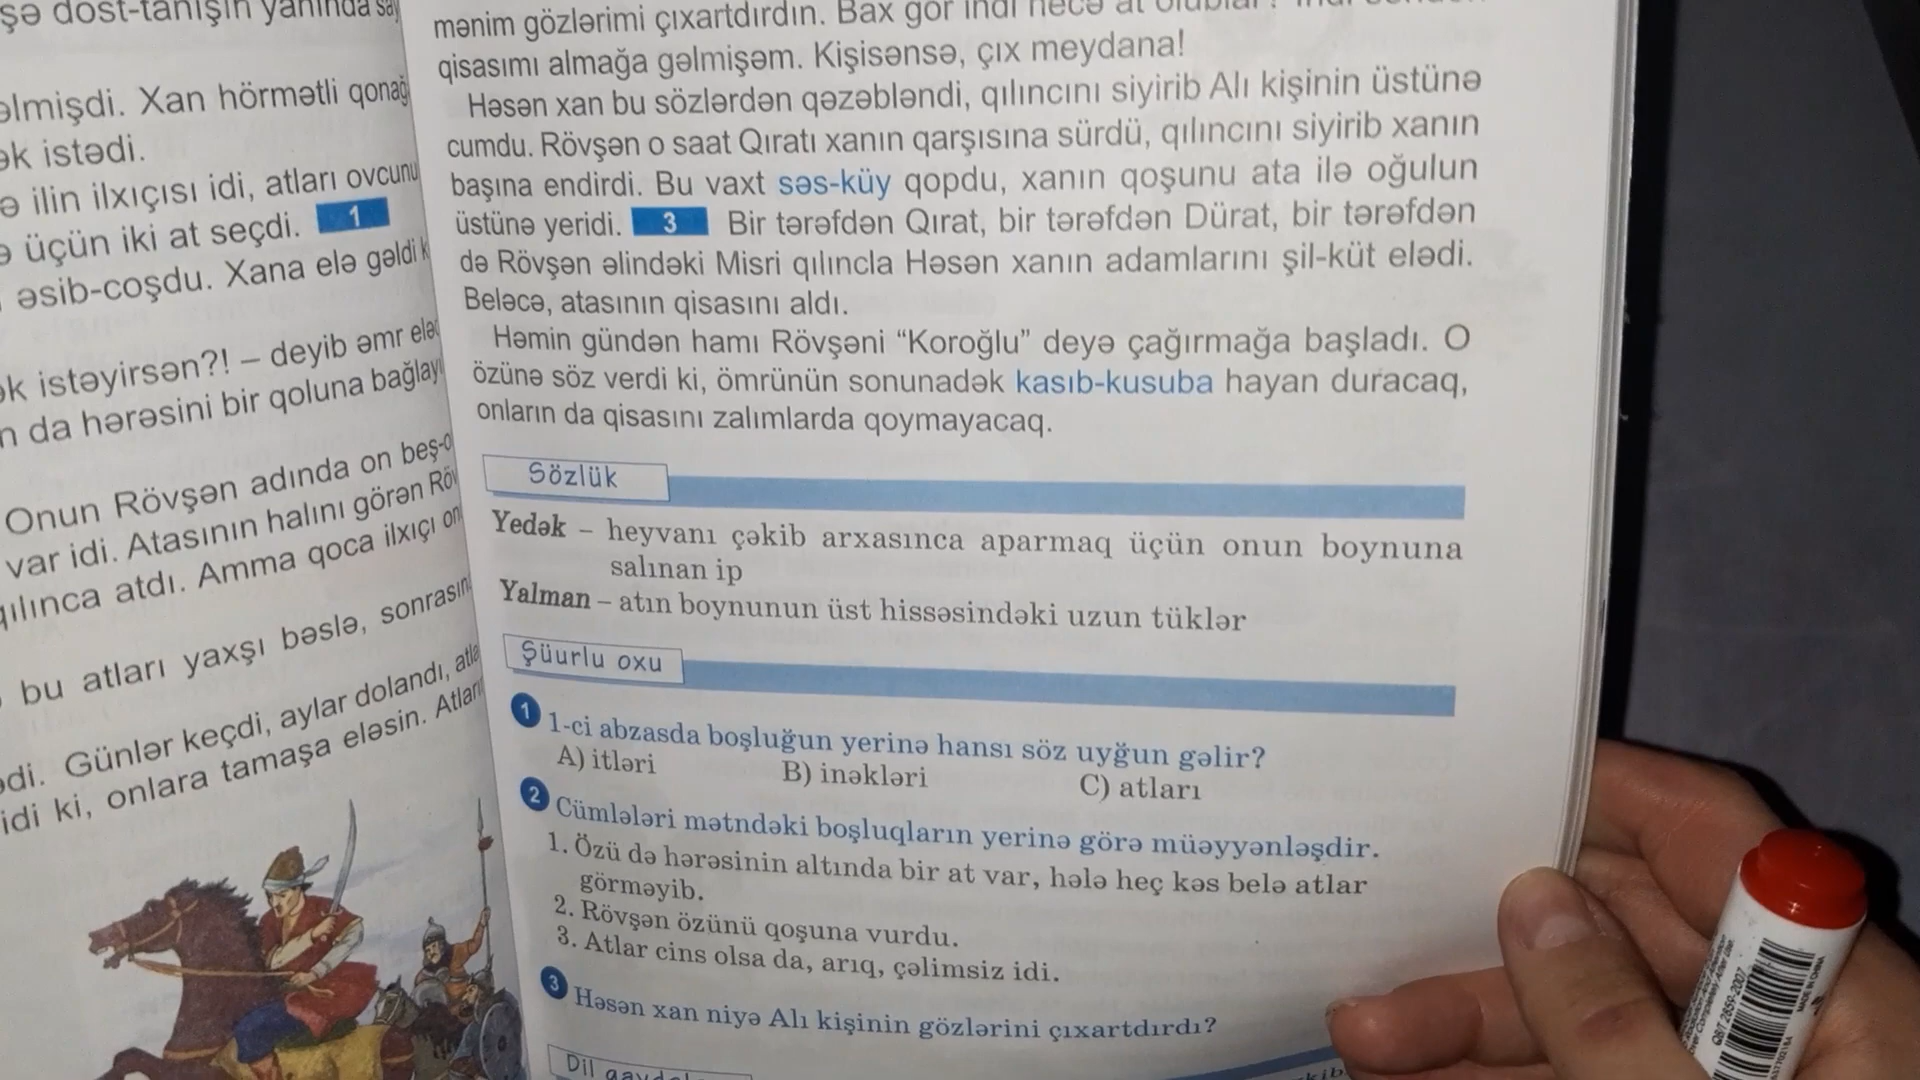 şə dost-tanışın yanında
əlmişdi. Xan hörmətli qonağ
ək istədi.
ə ilin ilxıçısı idi, atları ovcunu
ə üçün iki at seçdi. 1
əsib-coşdu. Xana elə gəldi k
ək istəyirsən?! – deyib əmr elə
n da hərəsini bir qoluna bağlay
Onun Rövşən adında on beş-o
var idi. Atasının halını görən Röv
qılınca atdı. Amma qoca ilxıçı on
bu atları yaxşı bəslə, sonrasın
di. Günlər keçdi, aylar dolandı, atla
idi ki, onlara tamaşa eləsin. Atların
mənim gözlərimi çıxartdırdın. Bax gör indi necə at olublar?
qisasımı almağa gəlmişəm. Kişisənsə, çıx meydana!
Həsən xan bu sözlərdən qəzəbləndi, qılıncını siyirib Alı kişinin üstünə
cumdu. Rövşən o saat Qıratı xanın qarşısına sürdü, qılıncını siyirib xanın
başına endirdi. Bu vaxt səs-küy qopdu, xanın qoşunu ata ilə oğulun
üstünə yeridi. 3 Bir tərəfdən Qırat, bir tərəfdən Dürat, bir tərəfdən
də Rövşən əlindəki Misri qılıncla Həsən xanın adamlarını şil-küt elədi.
Beləcə, atasının qisasını aldı.
Həmin gündən hamı Rövşəni “Koroğlu” deyə çağırmağa başladı. O
özünə söz verdi ki, ömrünün sonunadək kasıb-kusuba hayan duracaq,
onların da qisasını zalımlarda qoymayacaq.
Sözlük
Yedək – heyvanı çəkib arxasınca aparmaq üçün onun boynuna
salınan ip
Yalman – atın boynunun üst hissəsindəki uzun tüklər
Şüurlu oxu
1 1-ci abzasda boşluğun yerinə hansı söz uyğun gəlir?
A) itləri B) inəkləri C) atları
2 Cümlələri mətndəki boşluqların yerinə görə müəyyənləşdir.
1. Özü də hərəsinin altında bir at var, hələ heç kəs belə atlar
görməyib.
2. Rövşən özünü qoşuna vurdu.
3. Atlar cins olsa da, arıq, çəlimsiz idi.
3 Həsən xan niyə Alı kişinin gözlərini çıxartdırdı?
Dil
QB/T 2859-2007
MADE IN CHINA